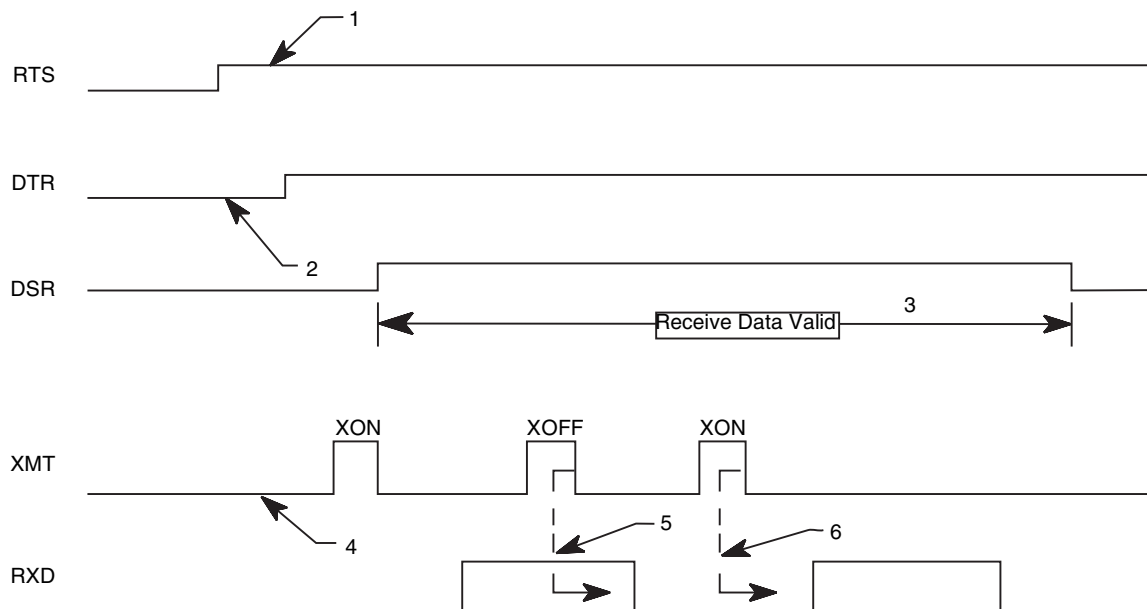 1
RTS
DTR
2
DSR
3
Receive Data Valid
XON XOFF XON
XMT
5
6
4
RXD